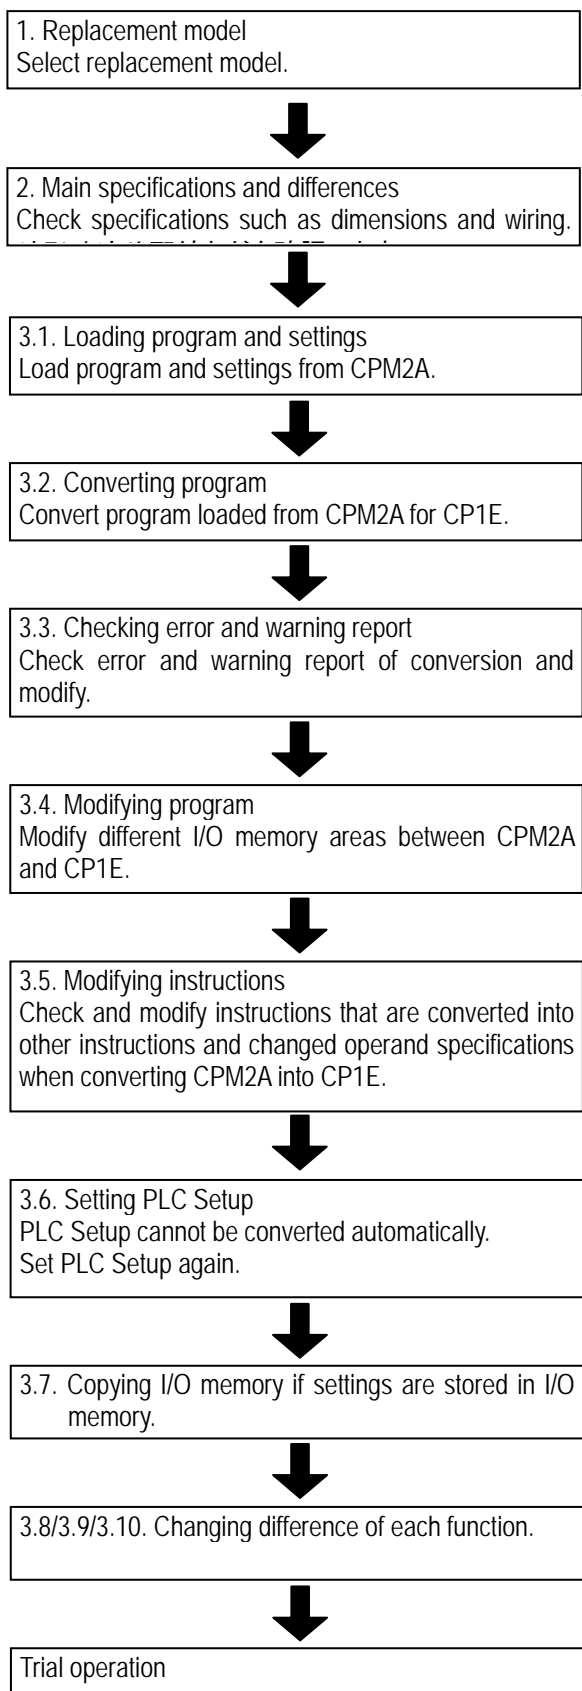 1. Replacement model
Select replacement model.
2. Main specifications and differences
Check specifications such as dimensions and wiring.
3.1. Loading program and settings
Load program and settings from CPM2A.
3.2. Converting program
Convert program loaded from CPM2A for CP1E.
3.3. Checking error and warning report
Check error and warning report of conversion and
modify.
3.4. Modifying program
Modify different I/O memory areas between CPM2A
and CP1E.
3.5. Modifying instructions
Check and modify instructions that are converted into
other instructions and changed operand specifications
when converting CPM2A into CP1E.
3.6. Setting PLC Setup
PLC Setup cannot be converted automatically.
Set PLC Setup again.
3.7. Copying I/O memory if settings are stored in I/O
memory.
3.8/3.9/3.10. Changing difference of each function.
Trial operation